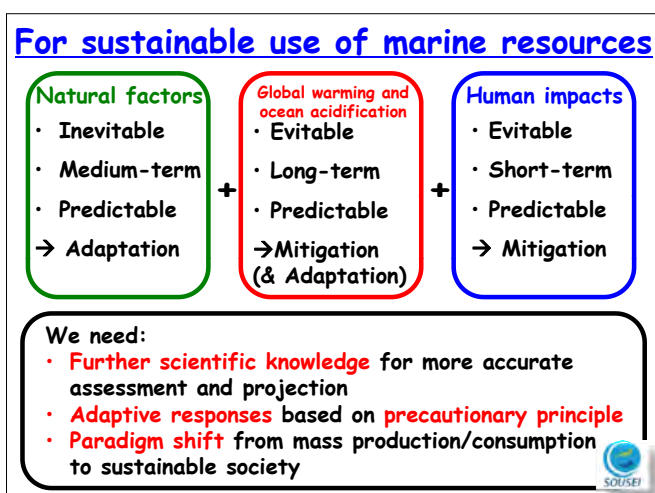 For sustainable use of marine resources
Natural factors
· Inevitable
· Medium-term
· Predictable
→ Adaptation
+
Global warming and
ocean acidification
· Evitable
· Long-term
· Predictable
→Mitigation
(& Adaptation)
+
Human impacts
· Evitable
· Short-term
· Predictable
→ Mitigation
We need:
· Further scientific knowledge for more accurate
assessment and projection
· Adaptive responses based on precautionary principle
· Paradigm shift from mass production/consumption
to sustainable society
SOUSEI